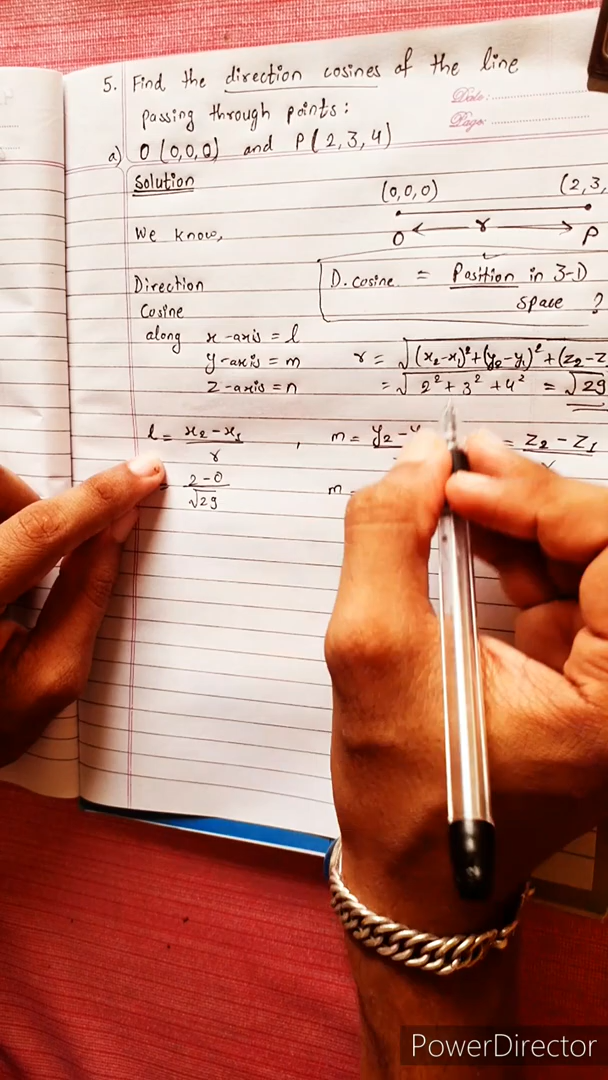 5. Find the direction cosines of the line
passing through points:
Date:
Page:
a) O (0,0,0) and P(2,3,4)
Solution
(0,0,0) (2,3,
We know,
O r P
Direction
Cosine
D. cosine = Position in 3-D
space ?
along x-axis = l
y-axis = m
z-axis = n
r = √(x₂-x₁)²+(y₂-y₁)²+(z₂-z
= √2²+3²+4² = √29
l = x₂-x₁ / r , m = y₂-y = z₂-z₁
= 2-0 / √29 m =
PowerDirector